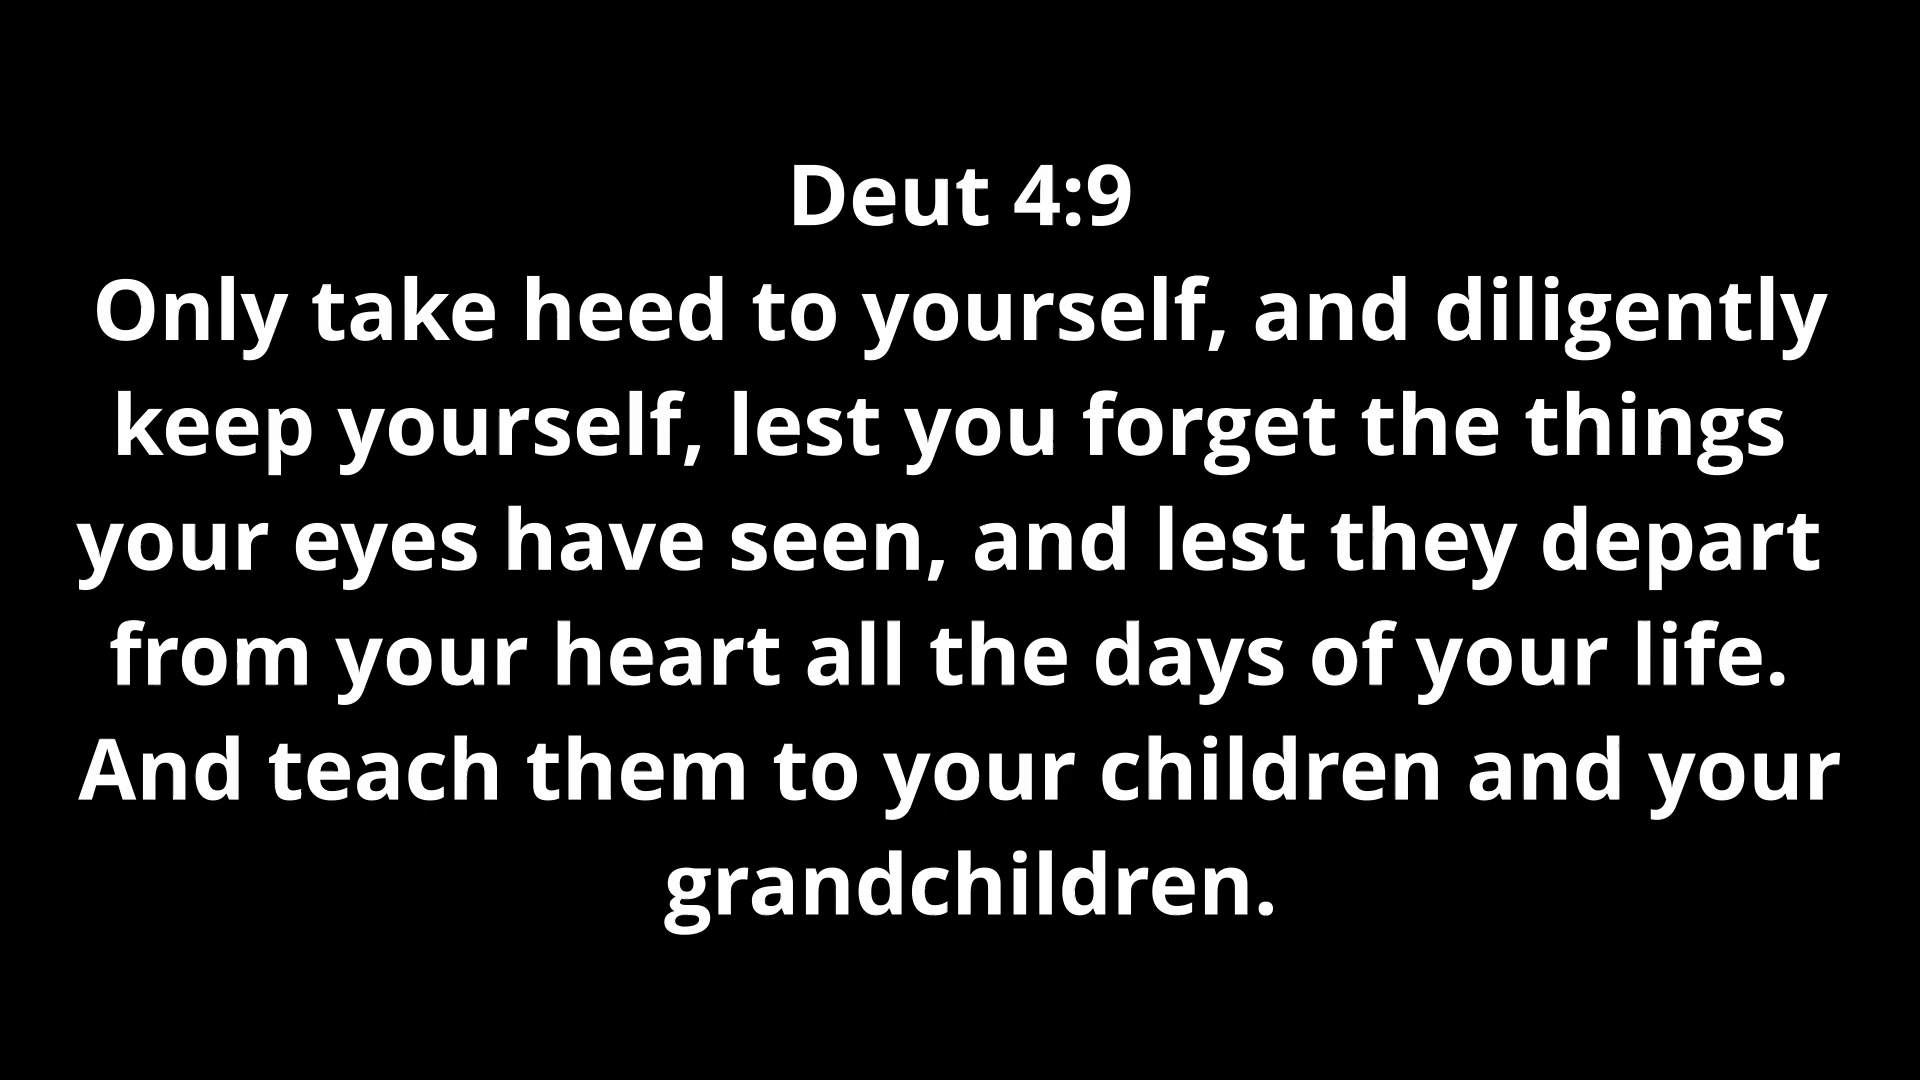 Deut 4:9
Only take heed to yourself, and diligently
keep yourself, lest you forget the things
your eyes have seen, and lest they depart
from your heart all the days of your life.
And teach them to your children and your
grandchildren.